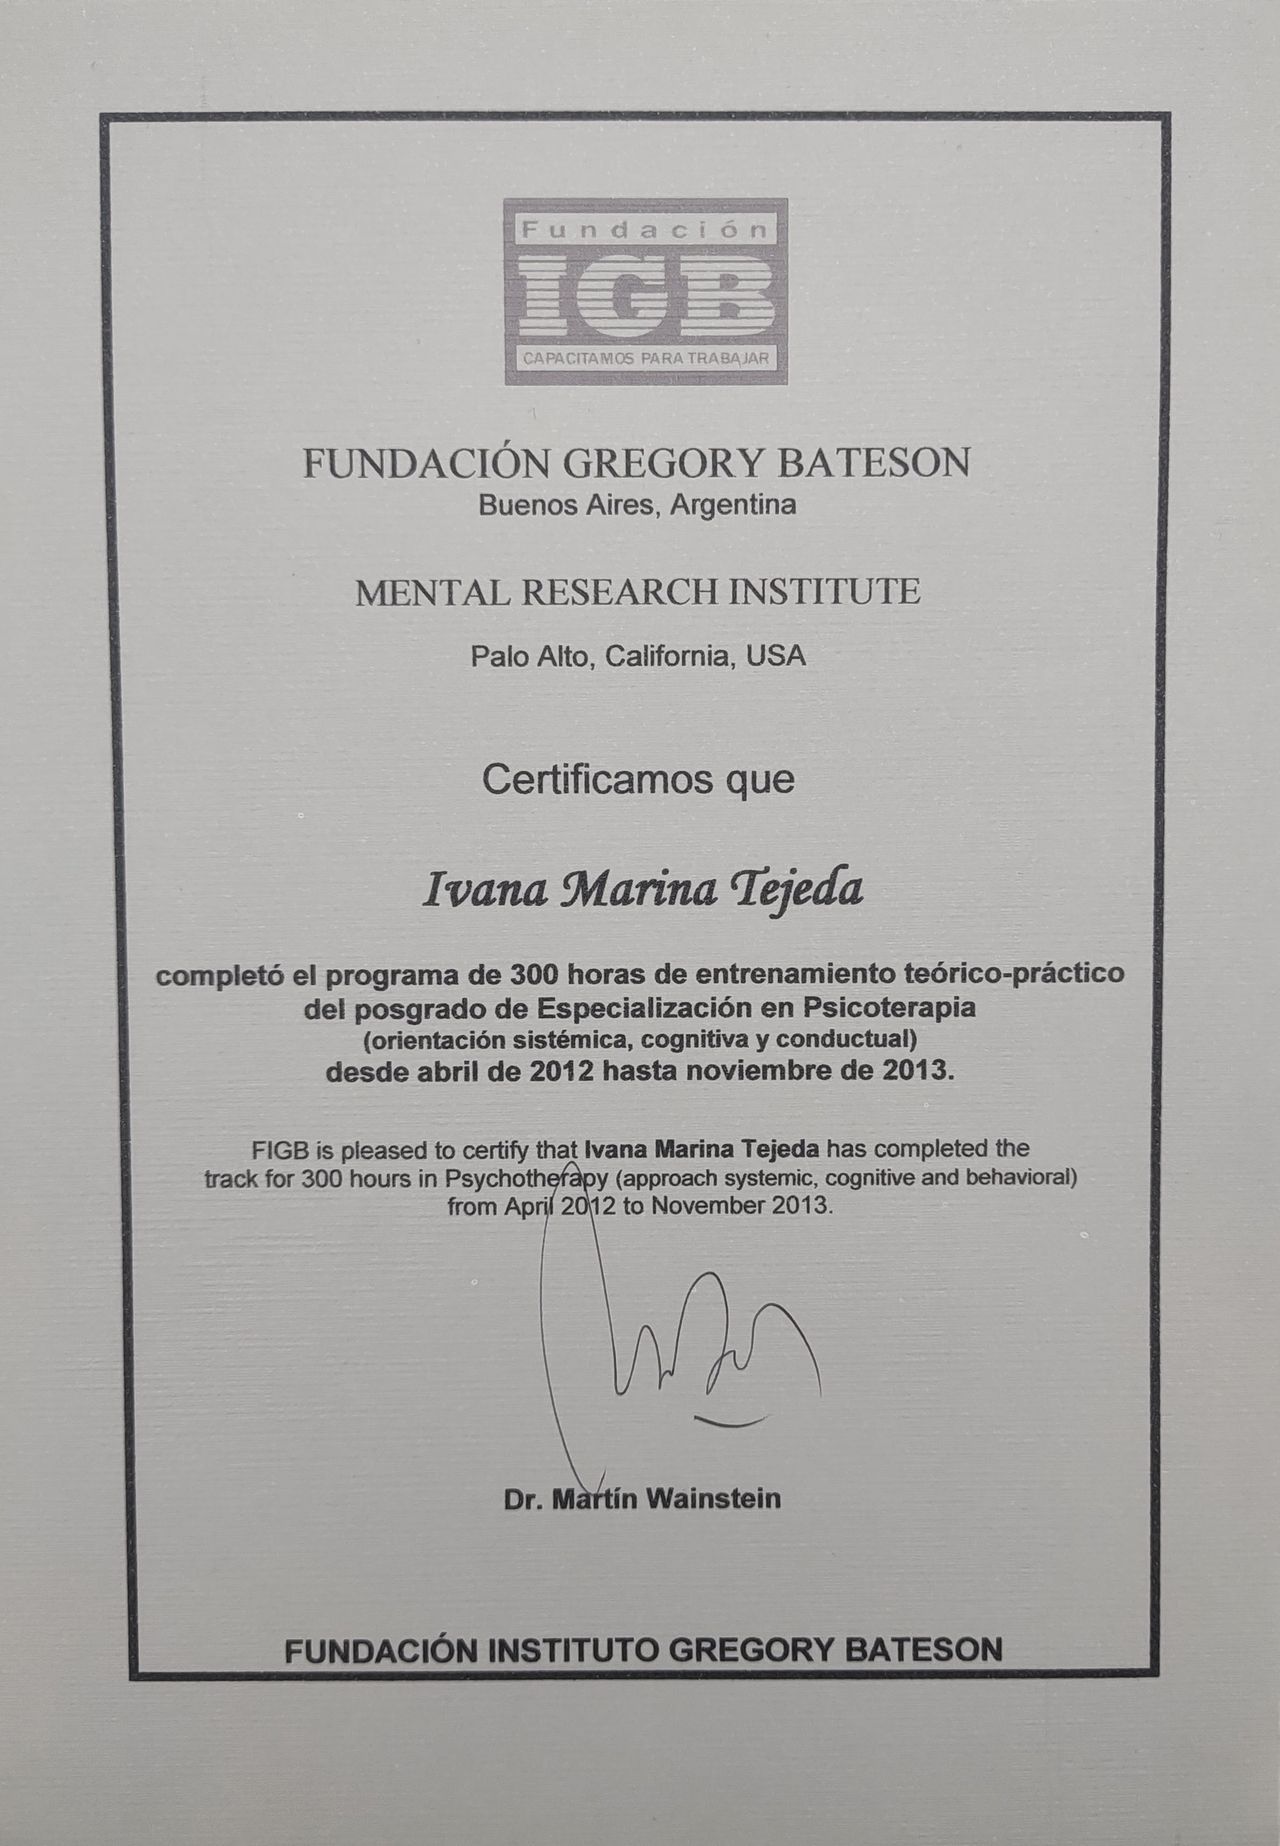 Fundación
IGB
CAPACITAMOS PARA TRABAJAR
FUNDACIÓN GREGORY BATESON
Buenos Aires, Argentina
MENTAL RESEARCH INSTITUTE
Palo Alto, California, USA
Certificamos que
Ivana Marina Tejeda
completó el programa de 300 horas de entrenamiento teórico-práctico
del posgrado de Especialización en Psicoterapia
(orientación sistémica, cognitiva y conductual)
desde abril de 2012 hasta noviembre de 2013.
FIGB is pleased to certify that Ivana Marina Tejeda has completed the
track for 300 hours in Psychotherapy (approach systemic, cognitive and behavioral)
from April 2012 to November 2013.
Dr. Martín Wainstein
FUNDACIÓN INSTITUTO GREGORY BATESON